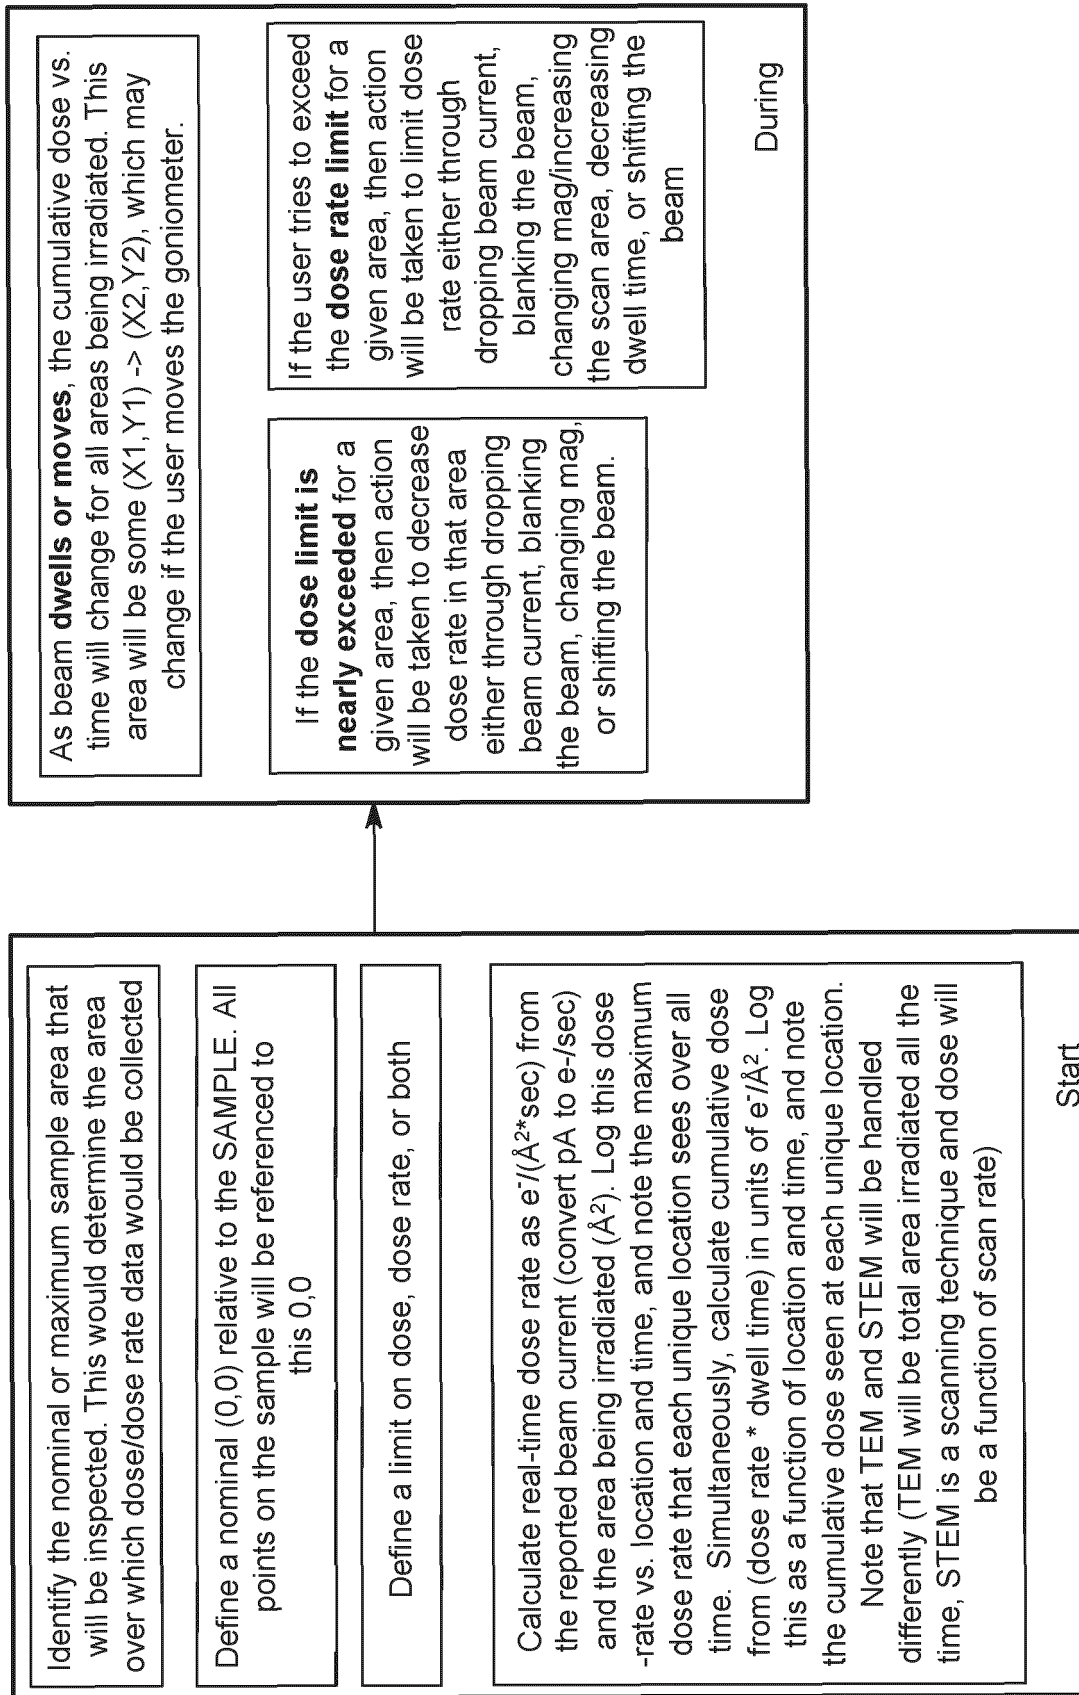 Identify the nominal or maximum sample area that
will be inspected. This would determine the area
over which dose/dose rate data would be collected
Define a nominal (0,0) relative to the SAMPLE. All
points on the sample will be referenced to
this 0,0
Define a limit on dose, dose rate, or both
Calculate real-time dose rate as e⁻/(Å²*sec) from
the reported beam current (convert pA to e-/sec)
and the area being irradiated (Å²). Log this dose
-rate vs. location and time, and note the maximum
dose rate that each unique location sees over all
time. Simultaneously, calculate cumulative dose
from (dose rate * dwell time) in units of e⁻/Å². Log
this as a function of location and time, and note
the cumulative dose seen at each unique location.
Note that TEM and STEM will be handled
differently (TEM will be total area irradiated all the
time, STEM is a scanning technique and dose will
be a function of scan rate)
Start
As beam dwells or moves, the cumulative dose vs.
time will change for all areas being irradiated. This
area will be some (X1,Y1) -> (X2,Y2), which may
change if the user moves the goniometer.
If the dose limit is
nearly exceeded for a
given area, then action
will be taken to decrease
dose rate in that area
either through dropping
beam current, blanking
the beam, changing mag,
or shifting the beam.
If the user tries to exceed
the dose rate limit for a
given area, then action
will be taken to limit dose
rate either through
dropping beam current,
blanking the beam,
changing mag/increasing
the scan area, decreasing
dwell time, or shifting the
beam
During